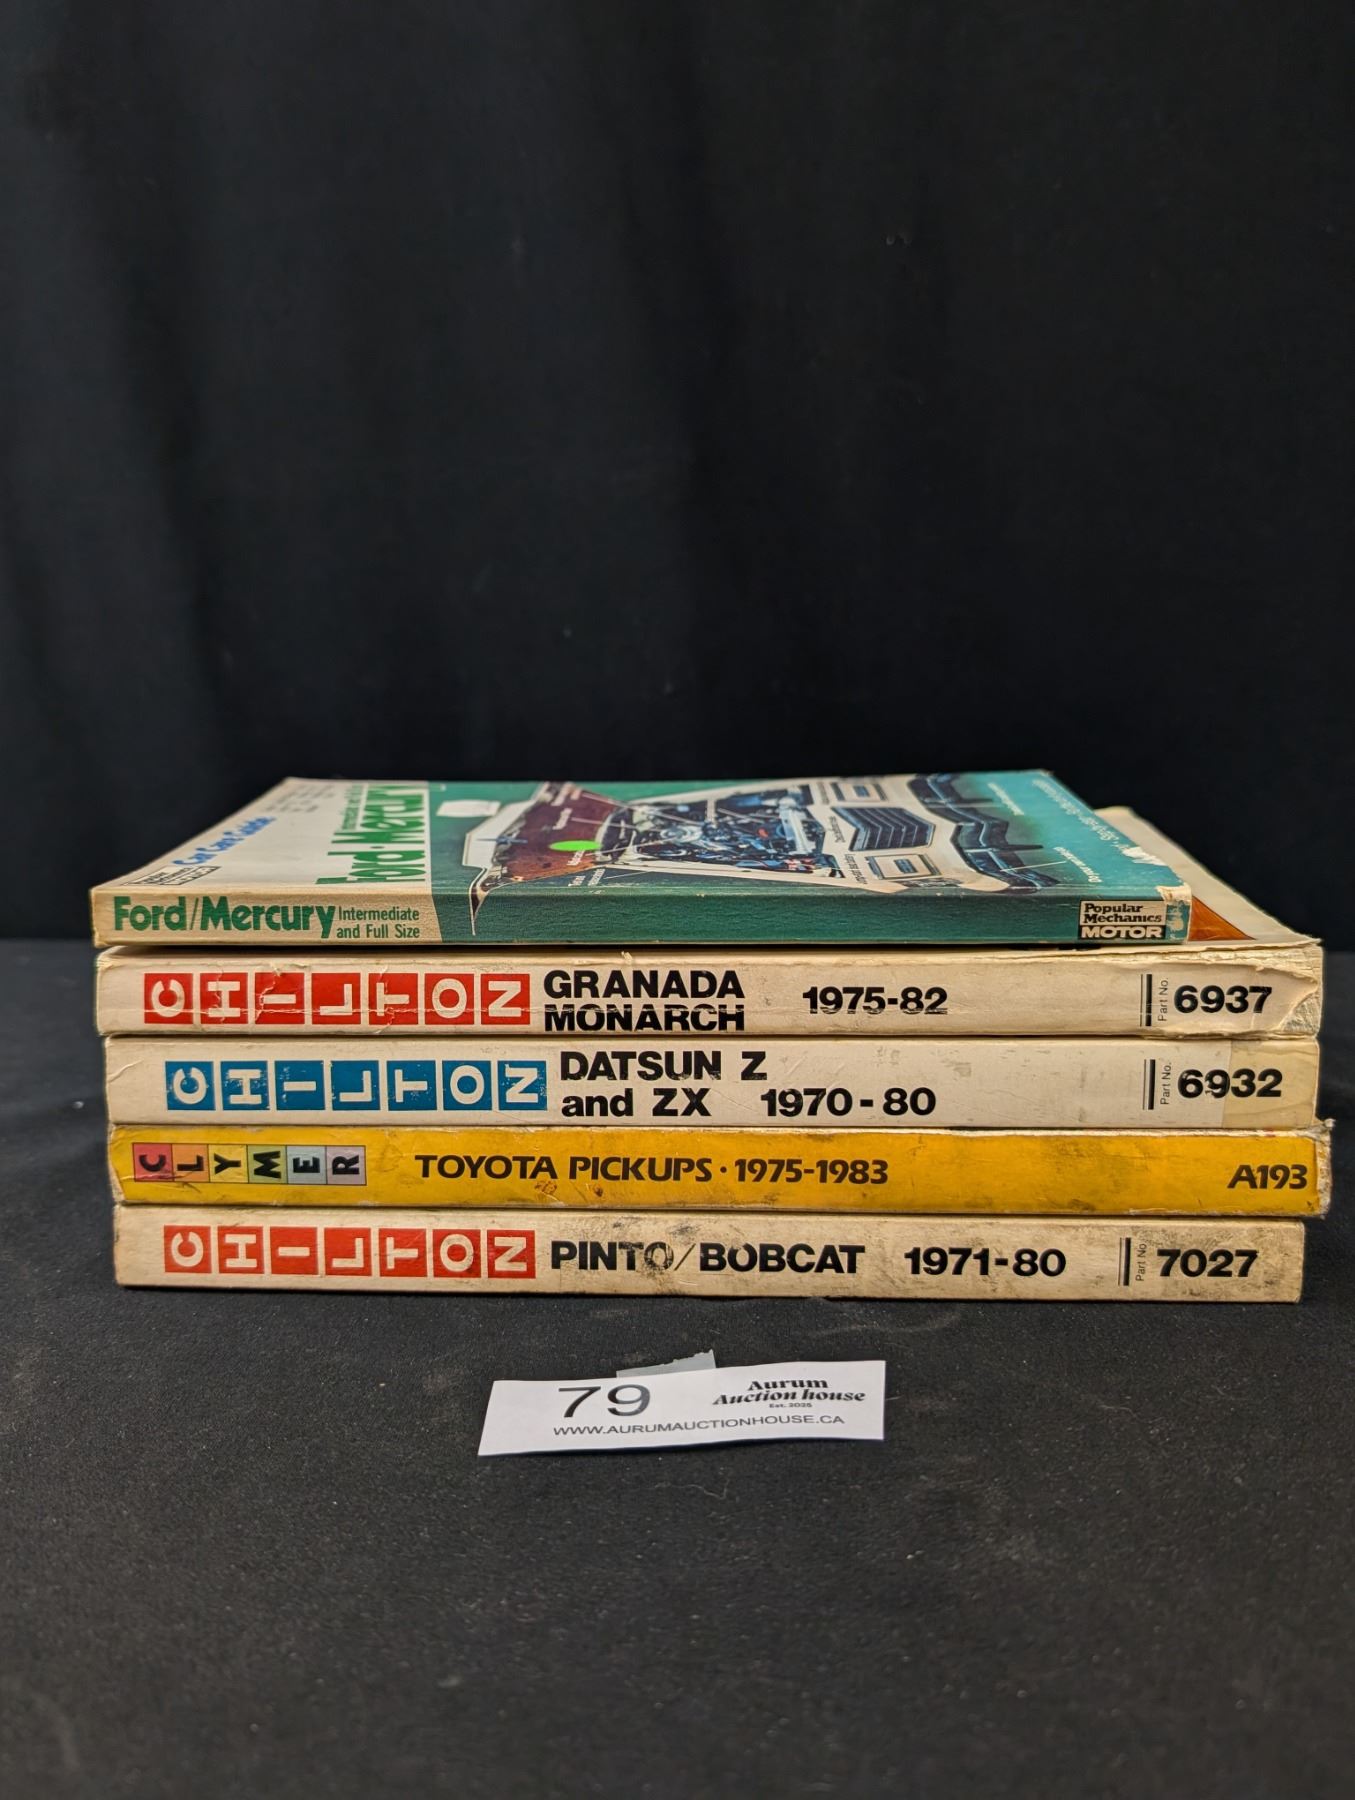 Car Care Guide
Ford·Mercury
Ford/Mercury Intermediate
and Full Size
Popular
Mechanics
MOTOR
CHILTON GRANADA
MONARCH 1975-82 Part No. 6937
CHILTON DATSUN Z
and ZX 1970-80 Part No. 6932
CLYMER TOYOTA PICKUPS·1975-1983 A193
CHILTON PINTO/BOBCAT 1971-80 Part No. 7027
79 Aurum
Auction house
Est. 2025
WWW.AURUMAUCTIONHOUSE.CA